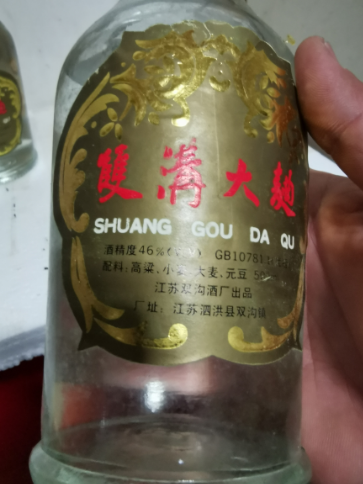 雙溝大麯
SHUANG GOU DA QU
酒精度46% GB10781
配料:高粱、小麦、大麦、元豆 50
江苏双沟酒厂出品
厂址:江苏泗洪县双沟镇